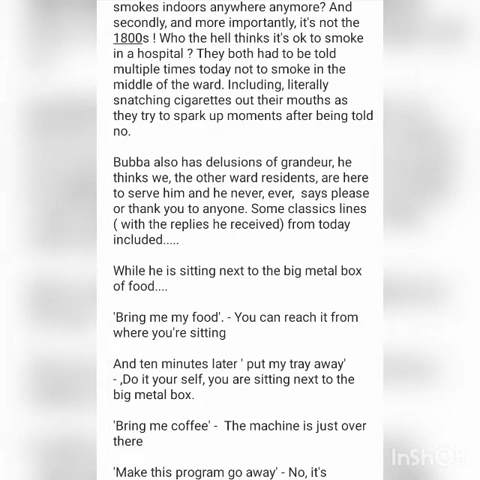 smokes indoors anywhere anymore? And
secondly, and more importantly, it's not the
1800s ! Who the hell thinks it's ok to smoke
in a hospital ? They both had to be told
multiple times today not to smoke in the
middle of the ward. Including, literally
snatching cigarettes out their mouths as
they try to spark up moments after being told
no.

Bubba also has delusions of grandeur, he
thinks we, the other ward residents, are here
to serve him and he never, ever,  says please
or thank you to anyone. Some classics lines
( with the replies he received) from today
included.....

While he is sitting next to the big metal box
of food....

'Bring me my food'. - You can reach it from
where you're sitting

And ten minutes later ' put my tray away'
- ,Do it your self, you are sitting next to the
big metal box.

'Bring me coffee' -  The machine is just over
there

'Make this program go away' - No, it's
InShOt